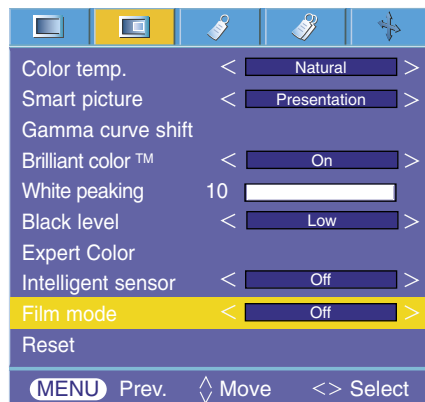 Color temp. < Natural >
Smart picture < Presentation >
Gamma curve shift
Brilliant color ™ < On >
White peaking 10
Black level < Low >
Expert Color
Intelligent sensor < Off >
Film mode < Off >
Reset
MENU Prev. Move <> Select